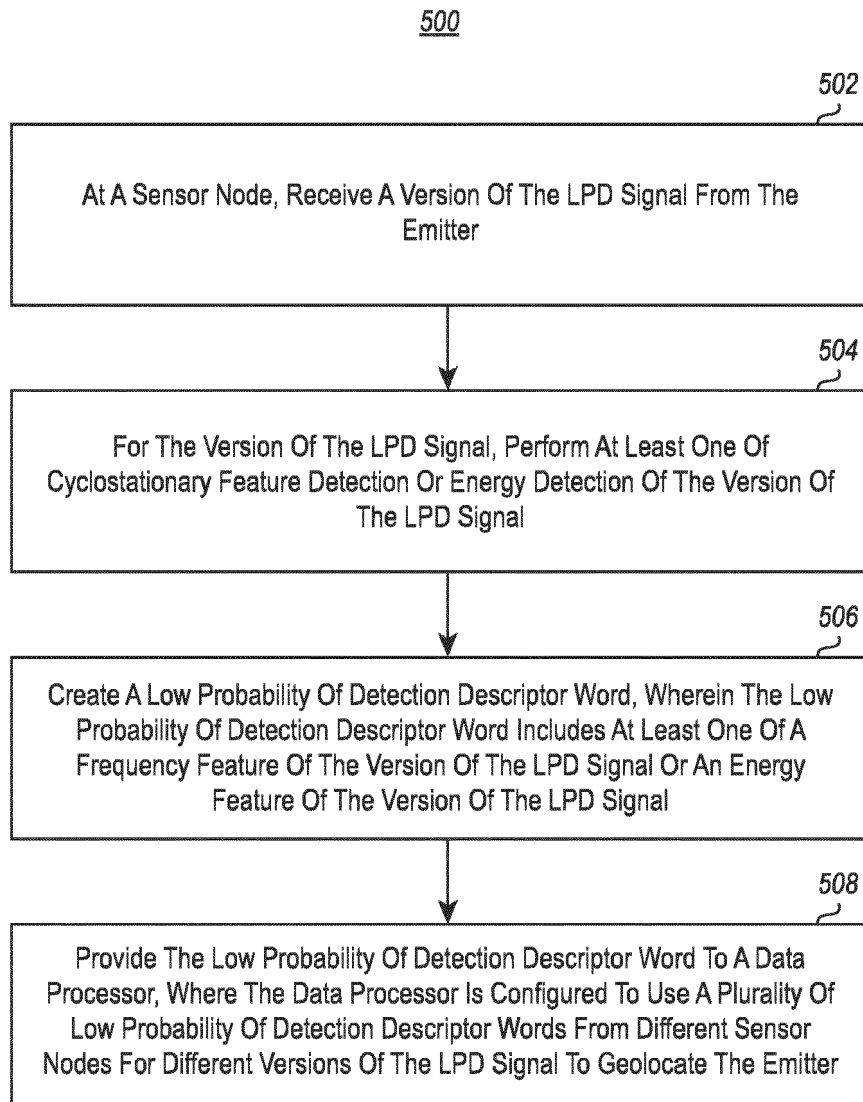 500
502
At A Sensor Node, Receive A Version Of The LPD Signal From The
Emitter
504
For The Version Of The LPD Signal, Perform At Least One Of
Cyclostationary Feature Detection Or Energy Detection Of The Version Of
The LPD Signal
506
Create A Low Probability Of Detection Descriptor Word, Wherein The Low
Probability Of Detection Descriptor Word Includes At Least One Of A
Frequency Feature Of The Version Of The LPD Signal Or An Energy
Feature Of The Version Of The LPD Signal
508
Provide The Low Probability Of Detection Descriptor Word To A Data
Processor, Where The Data Processor Is Configured To Use A Plurality Of
Low Probability Of Detection Descriptor Words From Different Sensor
Nodes For Different Versions Of The LPD Signal To Geolocate The Emitter